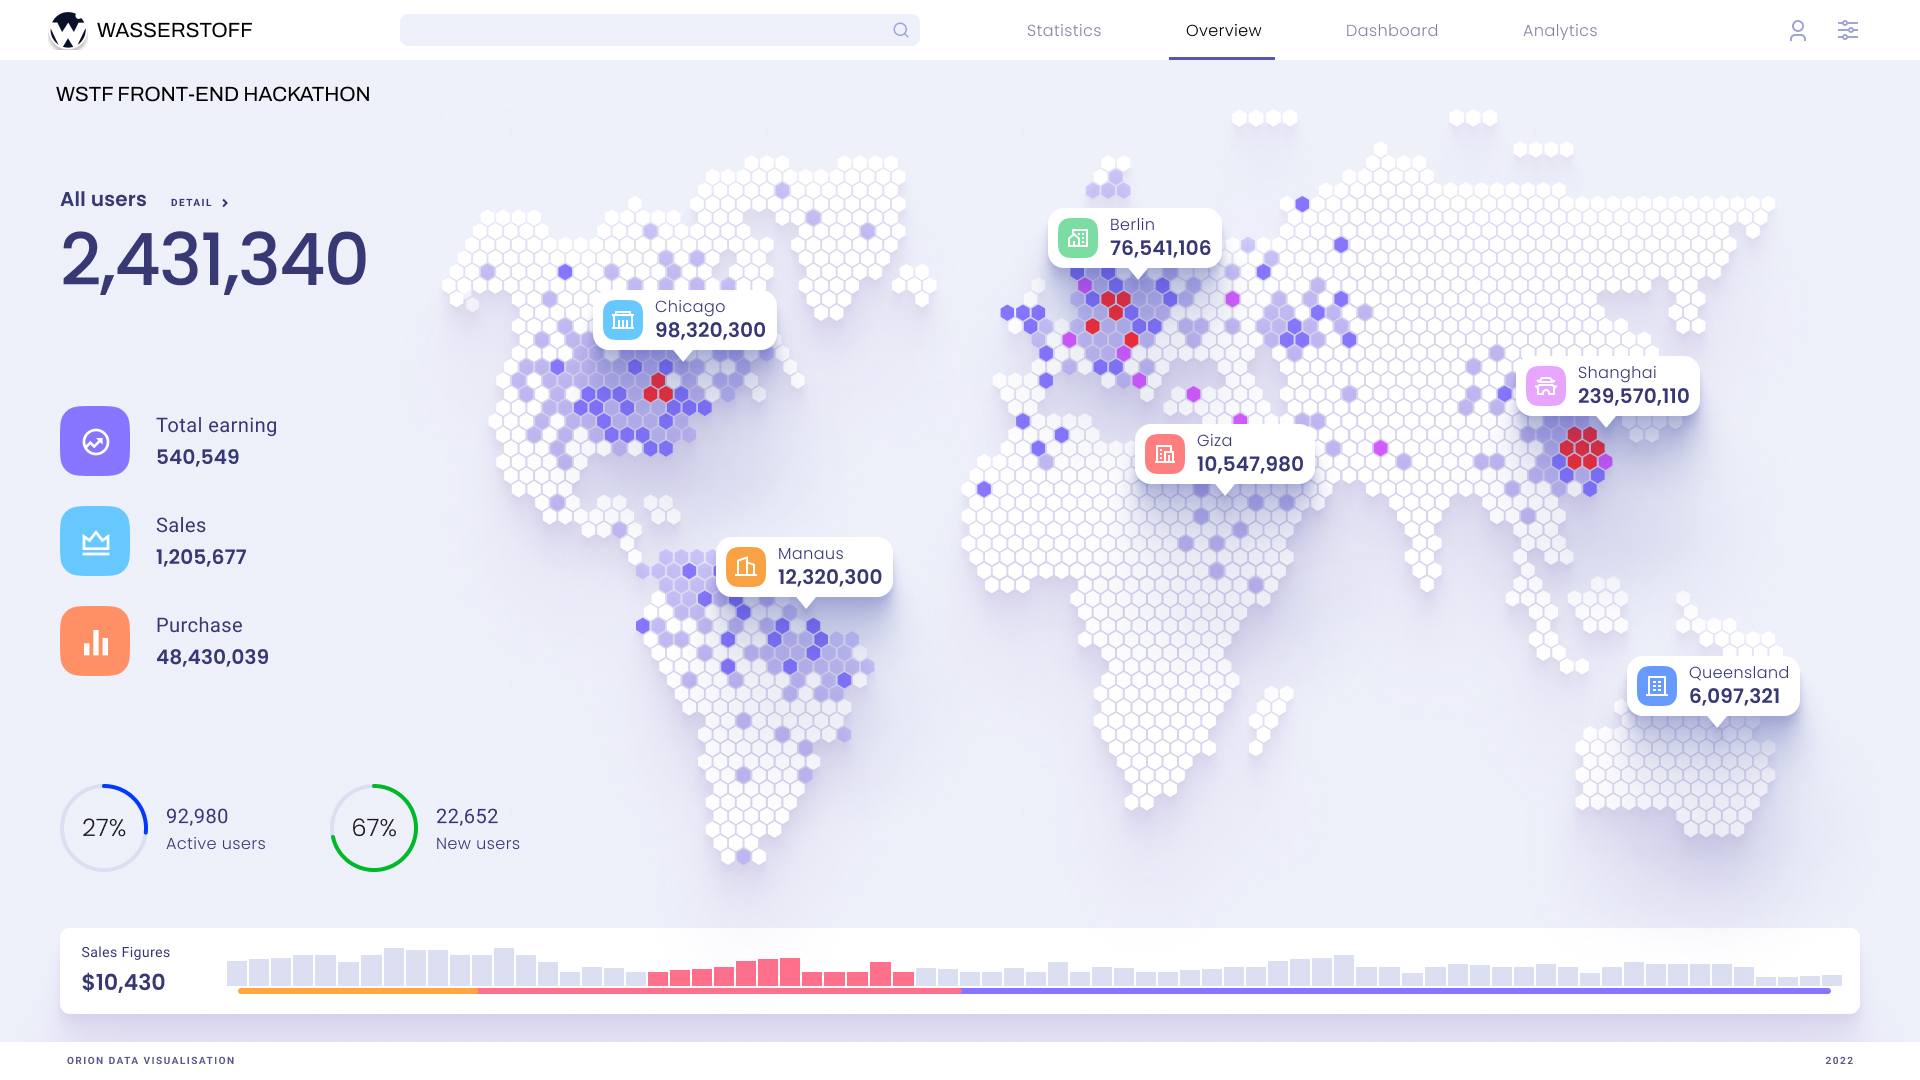 WASSERSTOFF
Statistics
Overview
Dashboard
Analytics
WSTF FRONT-END HACKATHON
All users
DETAIL
2,431,340
Berlin
76,541,106
Chicago
98,320,300
Shanghai
239,570,110
Giza
10,547,980
Total earning
540,549
Sales
1,205,677
Manaus
12,320,300
Purchase
48,430,039
Queensland
6,097,321
27%
92,980
Active users
67%
22,652
New users
Sales Figures
$10,430
ORION DATA VISUALISATION
2022